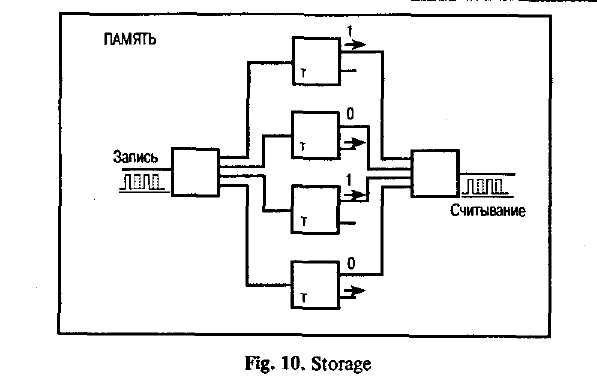 ПАМЯТЬ
1
т
0
т
Запись
1
т
Считывание
0
т
Fig. 10. Storage